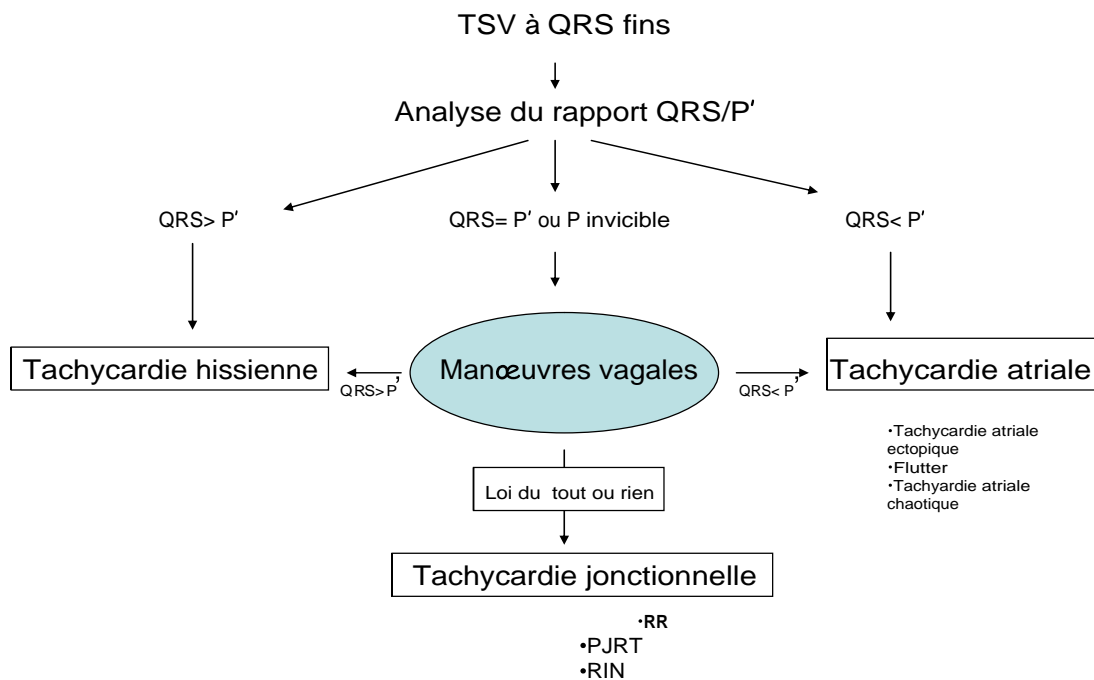 TSV à QRS fins
Analyse du rapport QRS/P'
QRS> P'
QRS= P' ou P invicible
QRS< P'
Tachycardie hissienne
QRS>P'
Manœuvres vagales
QRS< P'
Tachycardie atriale
•Tachycardie atriale
ectopique
•Flutter
•Tachyardie atriale
chaotique
Loi du tout ou rien
Tachycardie jonctionnelle
•RR
•PJRT
•RIN